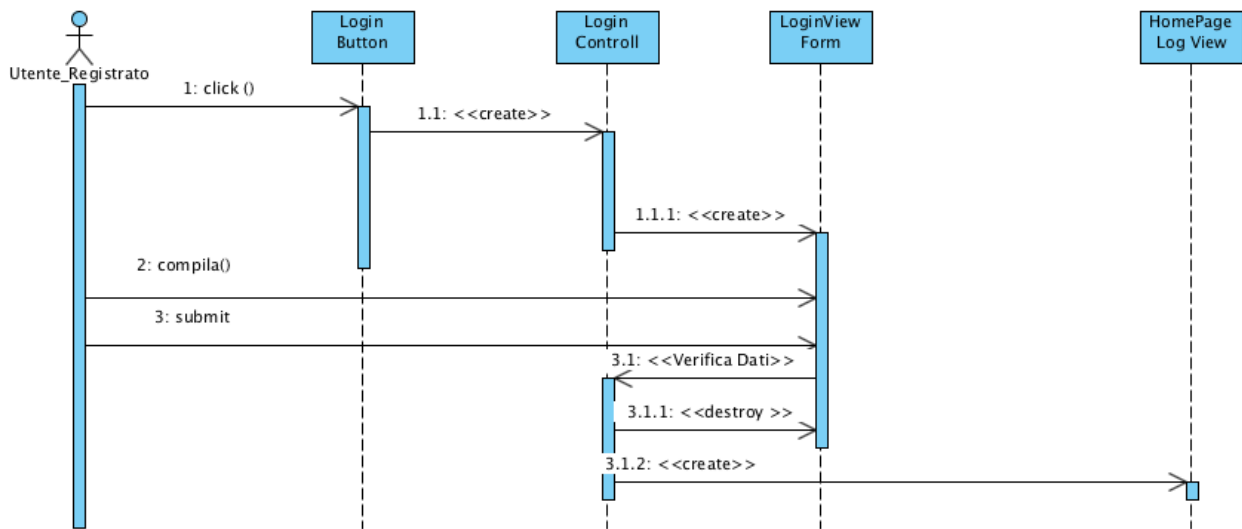 Login
Button
Login
Controll
LoginView
Form
HomePage
Log View
Utente_Registrato
1: click ()
1.1: <<create>>
1.1.1: <<create>>
2: compila()
3: submit
3.1: <<Verifica Dati>>
3.1.1: <<destroy >>
3.1.2: <<create>>